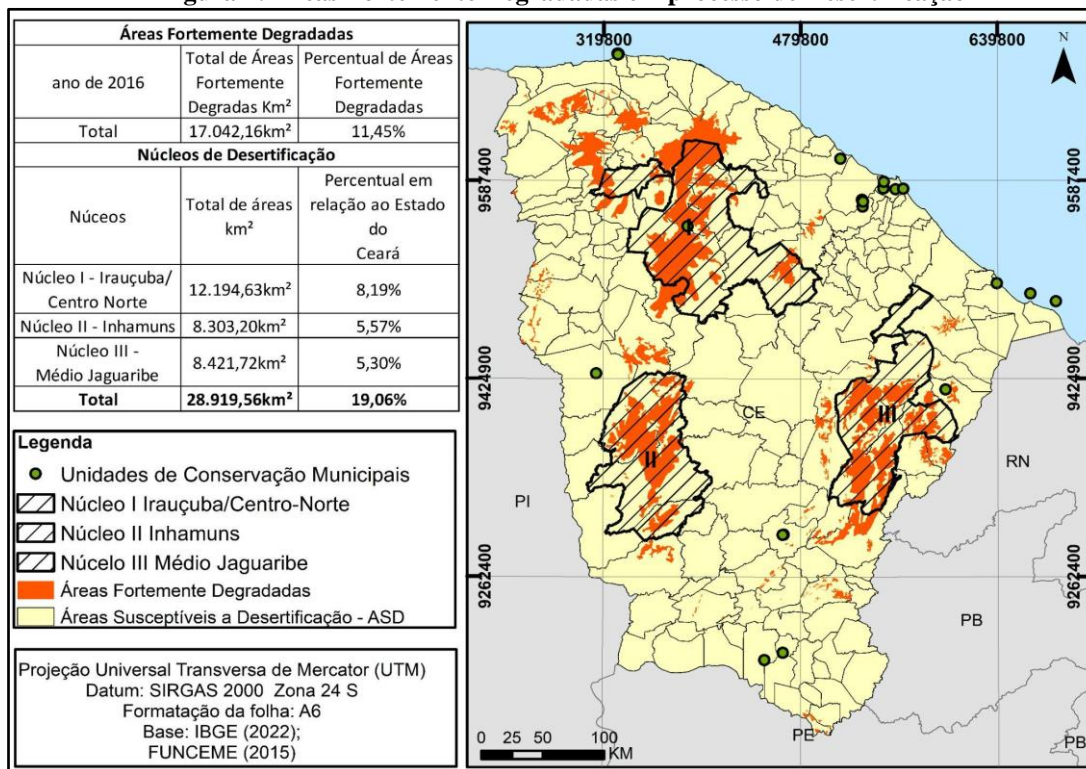 Áreas Fortemente Degradadas
ano de 2016
Total de Áreas
Fortemente
Degradas Km²
Percentual de Áreas
Fortemente
Degradadas
Total
17.042,16km²
11,45%
Núcleos de Desertificação
Núceos
Total de áreas
km²
Percentual em
relação ao Estado
do
Ceará
Núcleo I - Irauçuba/
Centro Norte
12.194,63km²
8,19%
Núcleo II - Inhamuns
8.303,20km²
5,57%
Núcleo III -
Médio Jaguaribe
8.421,72km²
5,30%
Total
28.919,56km²
19,06%
Legenda
Unidades de Conservação Municipais
Núcleo I Irauçuba/Centro-Norte
Núcleo II Inhamuns
Núcelo III Médio Jaguaribe
Áreas Fortemente Degradadas
Áreas Susceptíveis a Desertificação - ASD
Projeção Universal Transversa de Mercator (UTM)
Datum: SIRGAS 2000 Zona 24 S
Formatação da folha: A6
Base: IBGE (2022);
FUNCEME (2015)
319800
479800
639800
N
9587400
9587400
I
9424900
9424900
CE
III
II
RN
PI
9262400
9262400
PB
PE
PB
0 25 50 100
KM